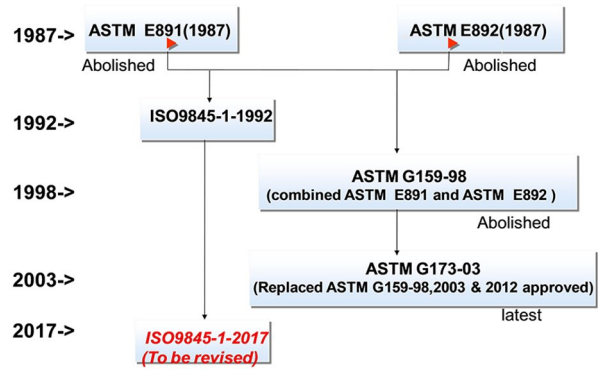 1987->
ASTM E891(1987)
ASTM E892(1987)
Abolished
Abolished
1992->
ISO9845-1-1992
1998->
ASTM G159-98
(combined ASTM E891 and ASTM E892 )
Abolished
2003->
ASTM G173-03
(Replaced ASTM G159-98,2003 & 2012 approved)
latest
2017->
ISO9845-1-2017
(To be revised)